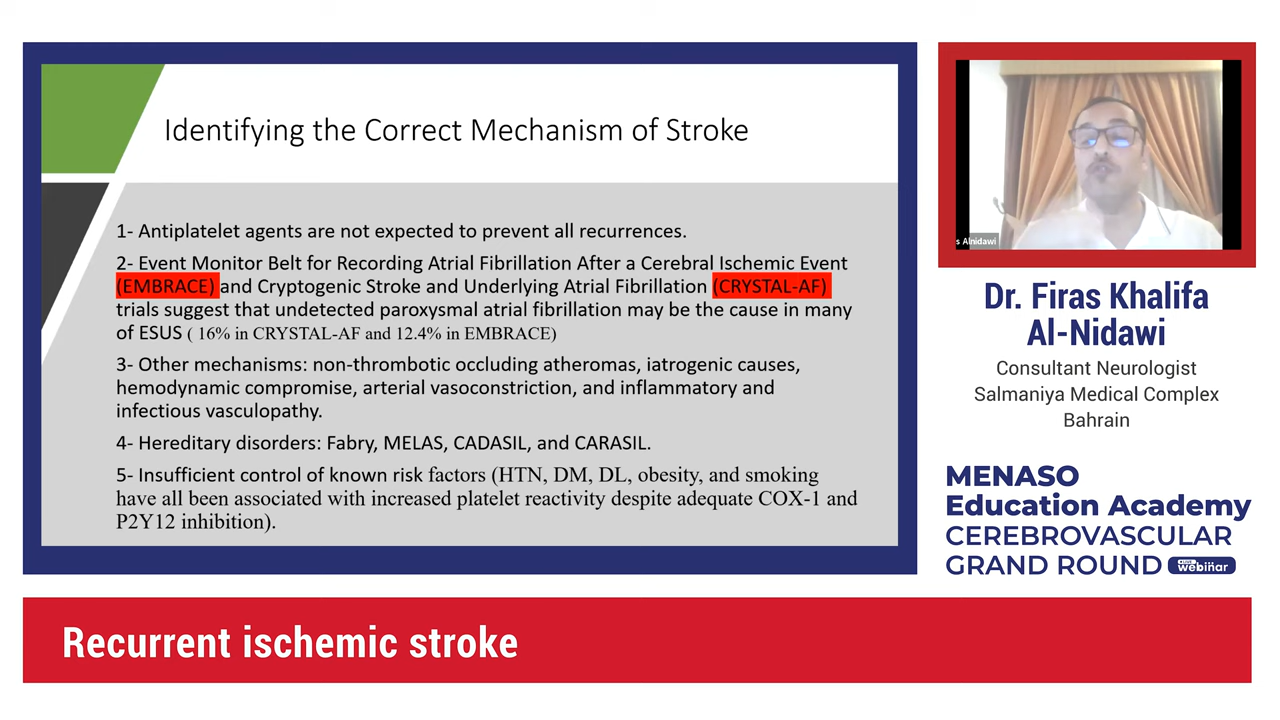 Identifying the Correct Mechanism of Stroke
1- Antiplatelet agents are not expected to prevent all recurrences.
2- Event Monitor Belt for Recording Atrial Fibrillation After a Cerebral Ischemic Event
(EMBRACE) and Cryptogenic Stroke and Underlying Atrial Fibrillation (CRYSTAL-AF)
trials suggest that undetected paroxysmal atrial fibrillation may be the cause in many
of ESUS ( 16% in CRYSTAL-AF and 12.4% in EMBRACE)
3- Other mechanisms: non-thrombotic occluding atheromas, iatrogenic causes,
hemodynamic compromise, arterial vasoconstriction, and inflammatory and
infectious vasculopathy.
4- Hereditary disorders: Fabry, MELAS, CADASIL, and CARASIL.
5- Insufficient control of known risk factors (HTN, DM, DL, obesity, and smoking
have all been associated with increased platelet reactivity despite adequate COX-1 and
P2Y12 inhibition).
s Alnidawi
Dr. Firas Khalifa
Al-Nidawi
Consultant Neurologist
Salmaniya Medical Complex
Bahrain
MENASO
Education Academy
CEREBROVASCULAR
GRAND ROUND webinar
Recurrent ischemic stroke